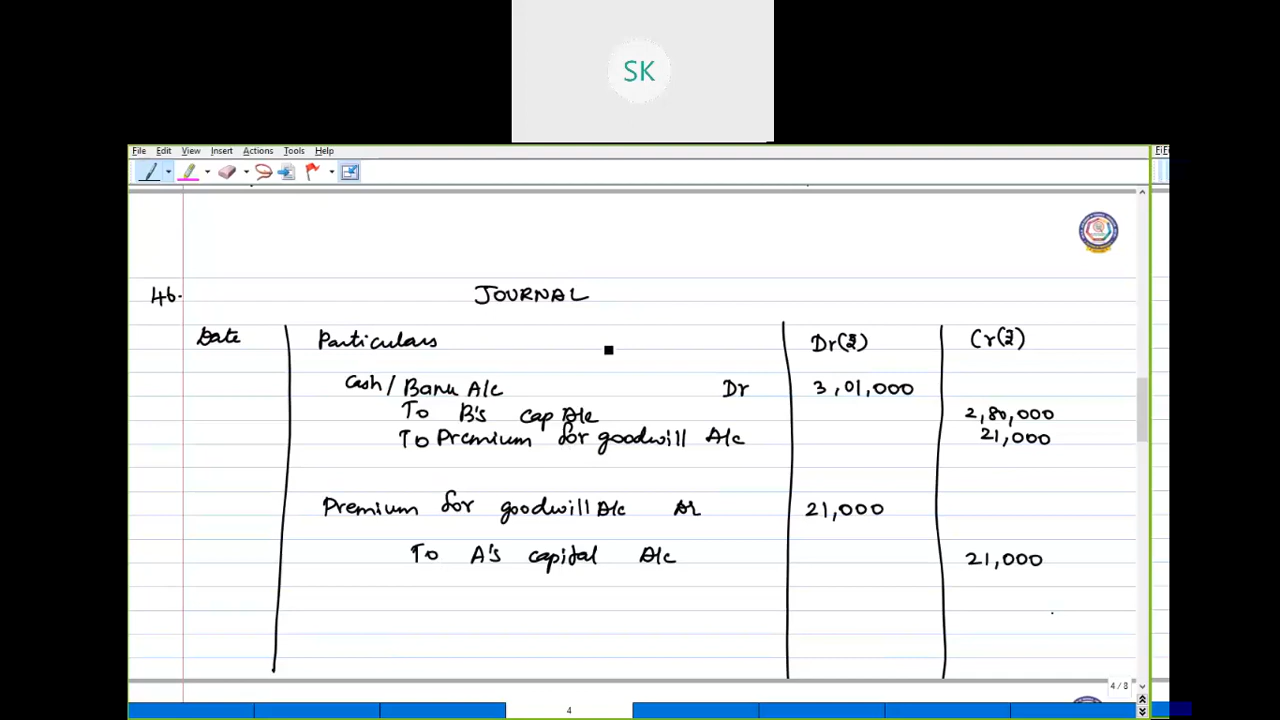 SK
File Edit View Insert Actions Tools Help
46. JOURNAL
Date Particulars Dr(₹) Cr(₹)
Cash/ Bank A/c Dr 3,01,000
To B's cap A/c 2,80,000
To Premium for goodwill A/c 21,000
Premium for goodwill A/c Dr 21,000
To A's capital A/c 21,000
4/8
4